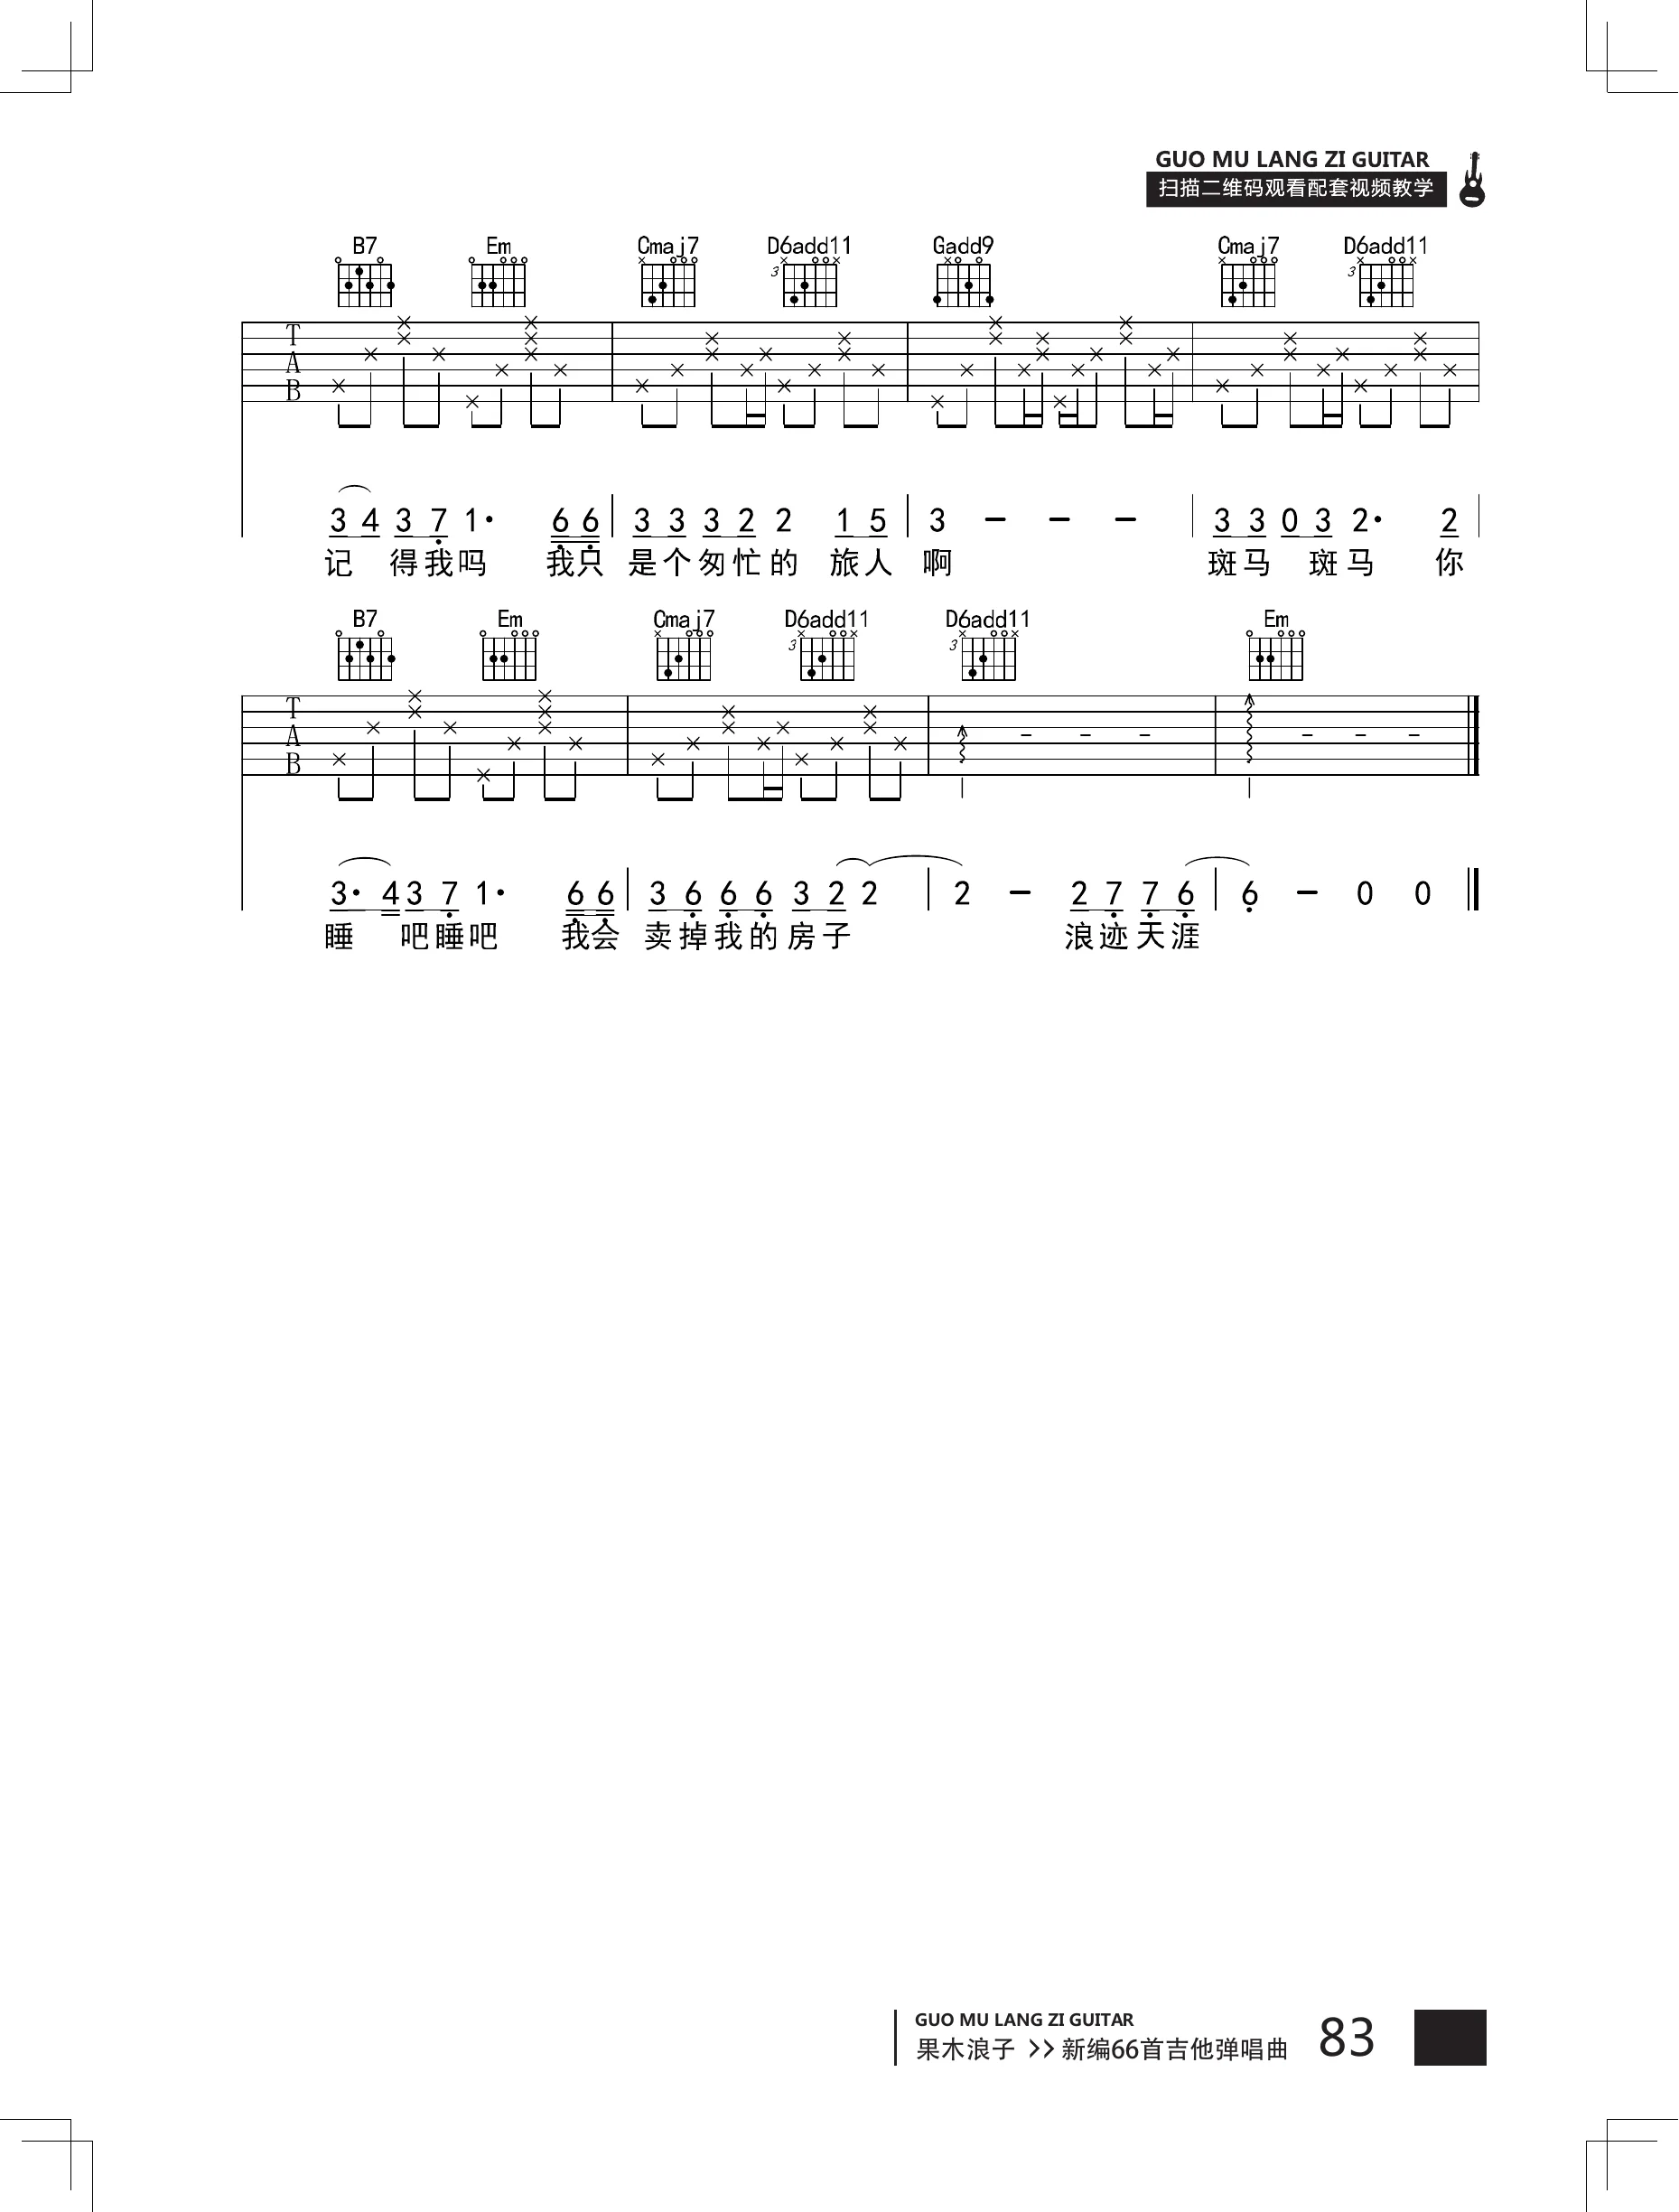 GUO MU LANG ZI GUITAR
扫描二维码观看配套视频教学
B7 Em Cmaj7 D6add11 Gadd9 Cmaj7 D6add11
3 3
T
A
B
3 4 3 7 1· 6 6 3 3 3 2 2 1 5 3 – – – 3 3 0 3 2· 2
记 得我吗 我只 是个匆忙的 旅人 啊 斑马 斑马 你
B7 Em Cmaj7 D6add11 D6add11 Em
3 3
T
A
B
3· 4 3 7 1· 6 6 3 6 6 6 3 2 2 2 – 2 7 7 6 6 – 0 0
睡 吧睡吧 我会 卖掉我的房子 浪迹天涯
GUO MU LANG ZI GUITAR
果木浪子 >> 新编66首吉他弹唱曲 83